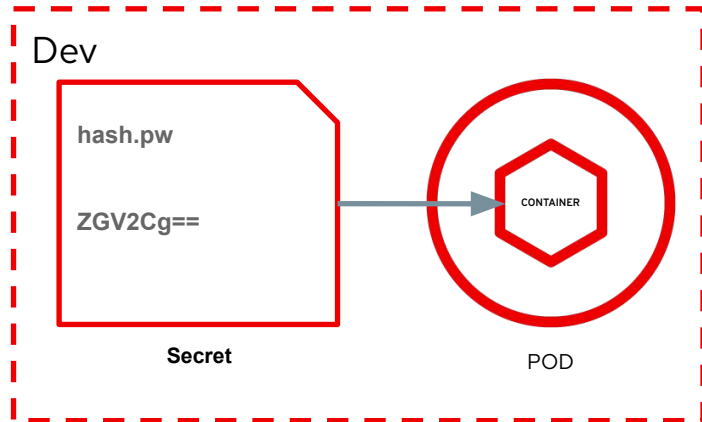 Dev
hash.pw
ZGV2Cg==
CONTAINER
Secret
POD